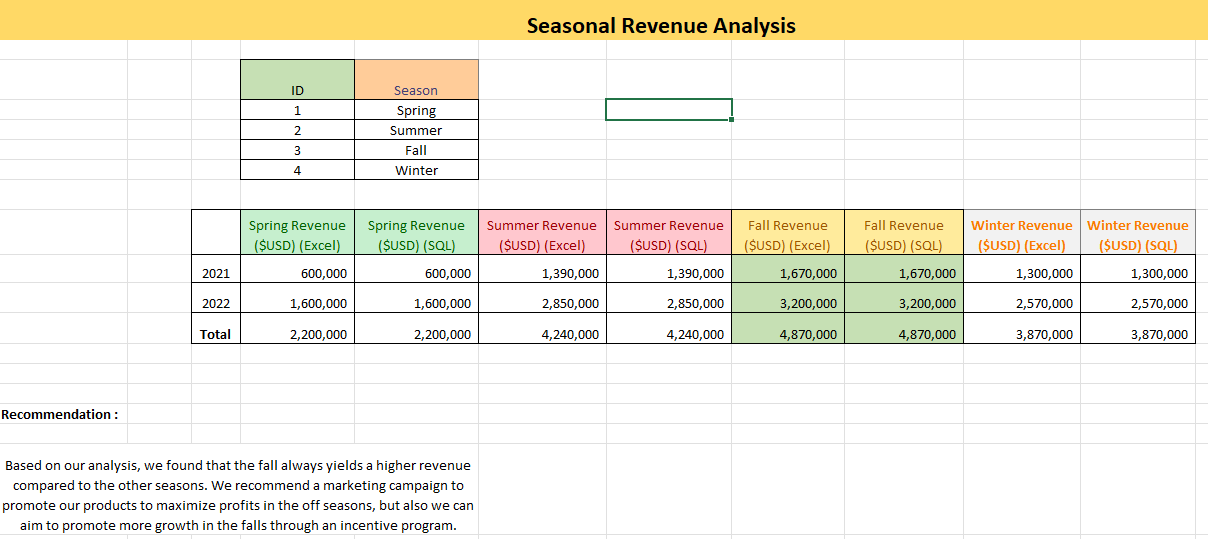 Seasonal Revenue Analysis
ID Season
1 Spring
2 Summer
3 Fall
4 Winter
Spring Revenue Spring Revenue Summer Revenue Summer Revenue Fall Revenue Fall Revenue Winter Revenue Winter Revenue
($USD) (Excel) ($USD) (SQL) ($USD) (Excel) ($USD) (SQL) ($USD) (Excel) ($USD) (SQL) ($USD) (Excel) ($USD) (SQL)
2021 600,000 600,000 1,390,000 1,390,000 1,670,000 1,670,000 1,300,000 1,300,000
2022 1,600,000 1,600,000 2,850,000 2,850,000 3,200,000 3,200,000 2,570,000 2,570,000
Total 2,200,000 2,200,000 4,240,000 4,240,000 4,870,000 4,870,000 3,870,000 3,870,000
Recommendation :
Based on our analysis, we found that the fall always yields a higher revenue
compared to the other seasons. We recommend a marketing campaign to
promote our products to maximize profits in the off seasons, but also we can
aim to promote more growth in the falls through an incentive program.